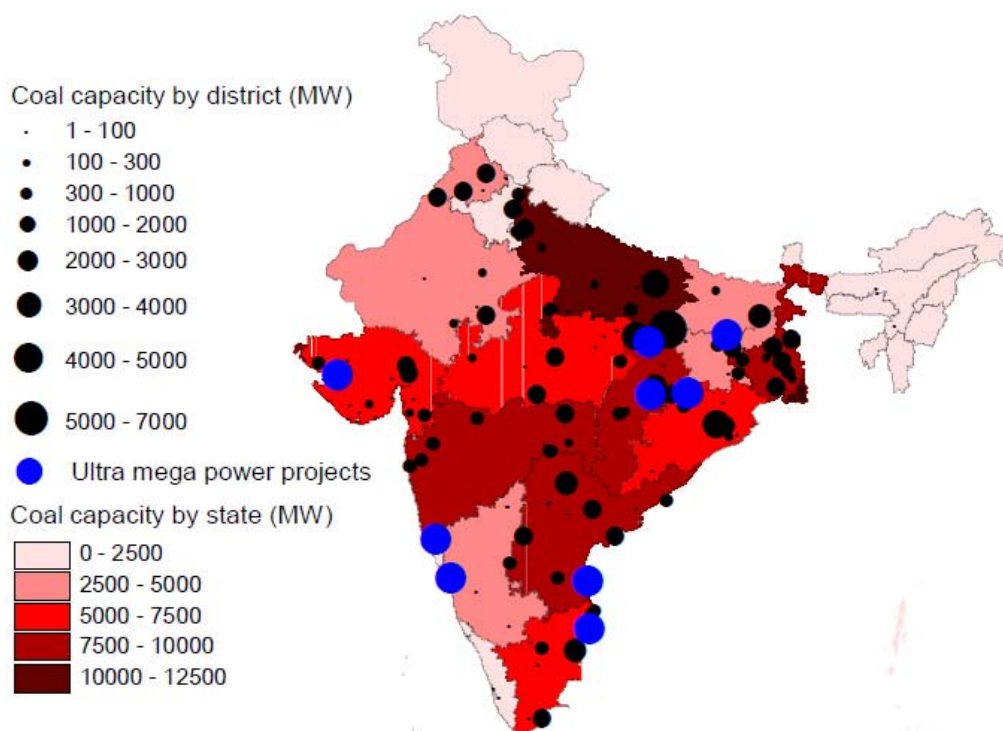 Coal capacity by district (MW)
1 - 100
100 - 300
300 - 1000
1000 - 2000
2000 - 3000
3000 - 4000
4000 - 5000
5000 - 7000
Ultra mega power projects
Coal capacity by state (MW)
0 - 2500
2500 - 5000
5000 - 7500
7500 - 10000
10000 - 12500